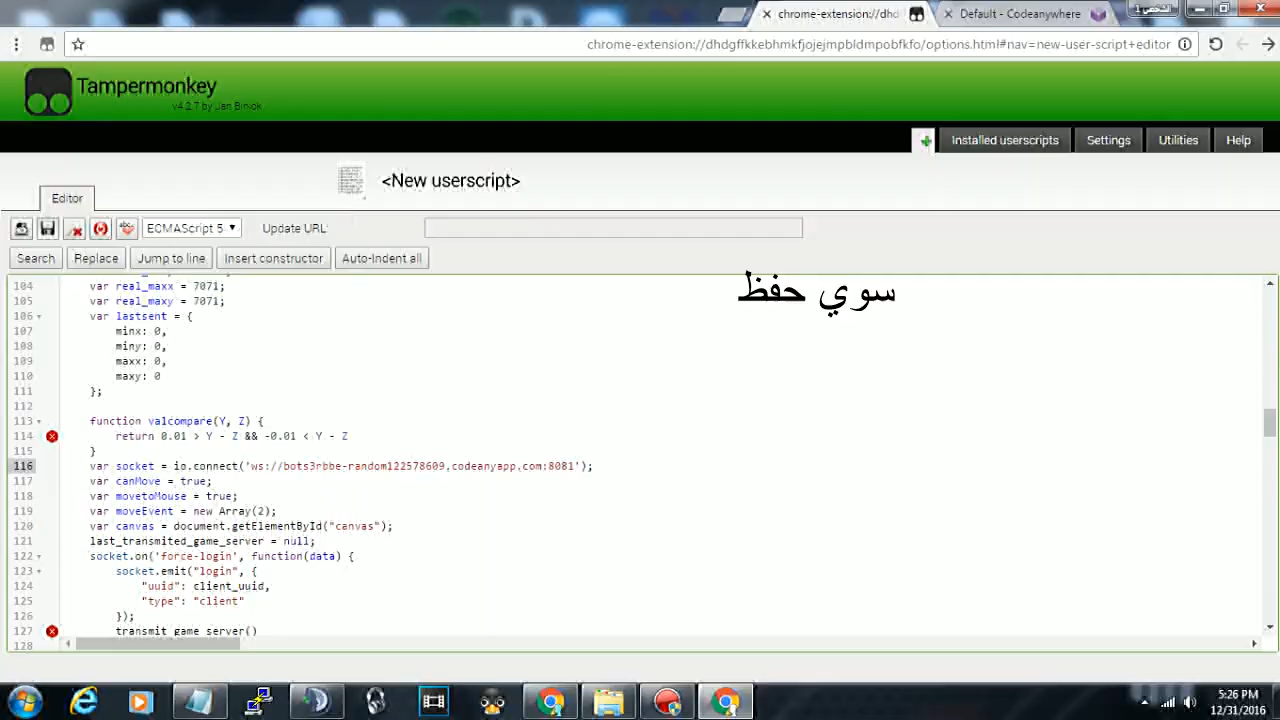 chrome-extension://dhd
Default - Codeanywhere
الشخص 1
chrome-extension://dhdgffkkebhmkfjojejmpbldmpobfkfo/options.html#nav=new-user-script+editor
Tampermonkey
v4.2.7 by Jan Biniok
Installed userscripts
Settings
Utilities
Help
<New userscript>
Editor
ECMAScript 5
Update URL:
Search
Replace
Jump to line
Insert constructor
Auto-Indent all
سوي حفظ
104 var real_maxx = 7071;
105 var real_maxy = 7071;
106 var lastsent = {
107 minx: 0,
108 miny: 0,
109 maxx: 0,
110 maxy: 0
111 };
112
113 function valcompare(Y, Z) {
114 return 0.01 > Y - Z && -0.01 < Y - Z
115 }
116 var socket = io.connect('ws://bots3rbbe-random122578609.codeanyapp.com:8081');
117 var canMove = true;
118 var movetoMouse = true;
119 var moveEvent = new Array(2);
120 var canvas = document.getElementById("canvas");
121 last_transmited_game_server = null;
122 socket.on('force-login', function(data) {
123 socket.emit("login", {
124 "uuid": client_uuid,
125 "type": "client"
126 });
127 transmit_game_server()
128
5:26 PM
12/31/2016